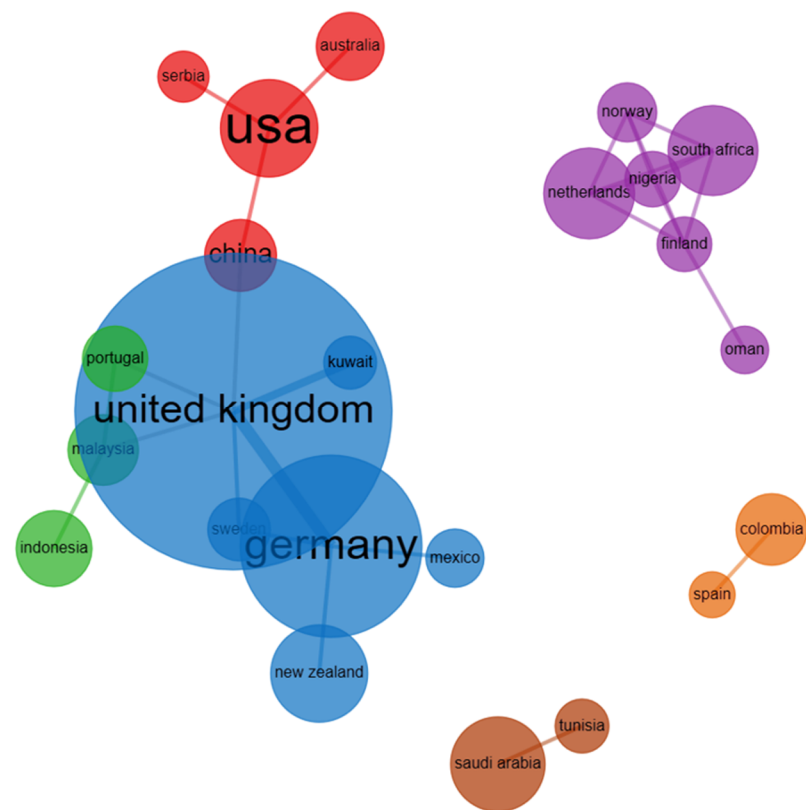 australia
serbia
usa
norway
south africa
nigeria
netherlands
finland
china
oman
portugal
kuwait
united kingdom
malaysia
sweden
colombia
germany
indonesia
mexico
spain
new zealand
tunisia
saudi arabia